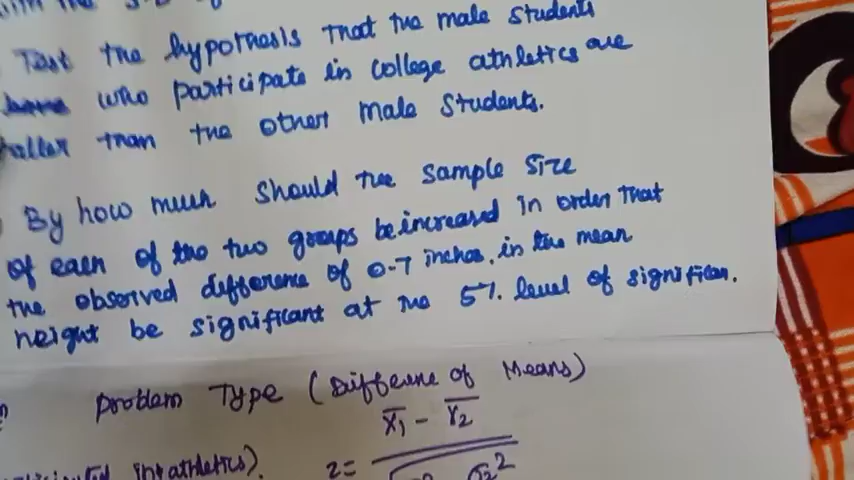 Test the hypothesis that the male students
who participate in college athletics are
taller than the other male students.
By how much should the sample size
of each of the two groups be increased in order that
the observed difference of 0.7 inches. in the mean
height be significant at the 5%. level of significan.
Problem Type (Difference of Means)
X̄₁ - X̄₂
in athletics). Z=
σ₂²